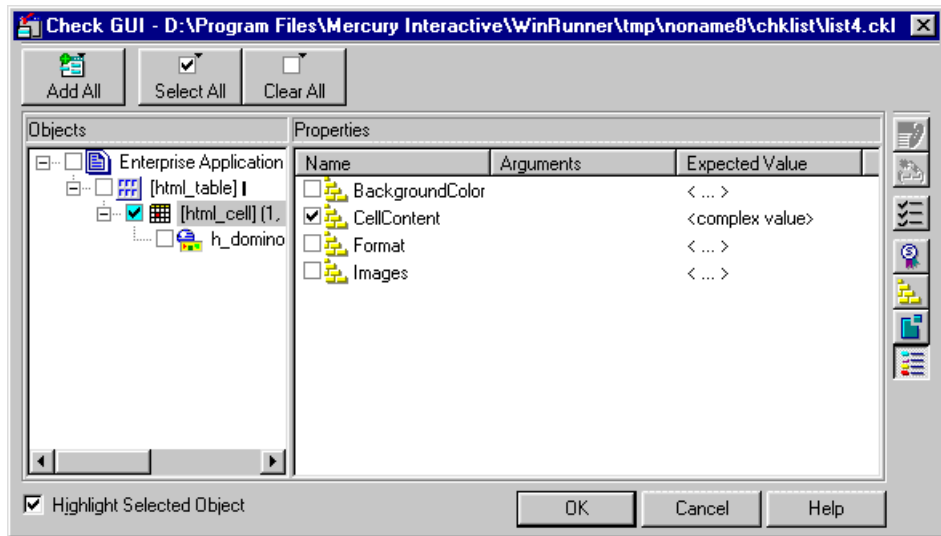 Check GUI - D:\Program Files\Mercury Interactive\WinRunner\tmp\noname8\chklist\list4.ckl
Add All Select All Clear All
Objects Properties
Enterprise Application
[html_table] I
[html_cell] (1,
h_domino
Name Arguments Expected Value
BackgroundColor < ... >
CellContent <complex value>
Format < ... >
Images < ... >
Highlight Selected Object OK Cancel Help